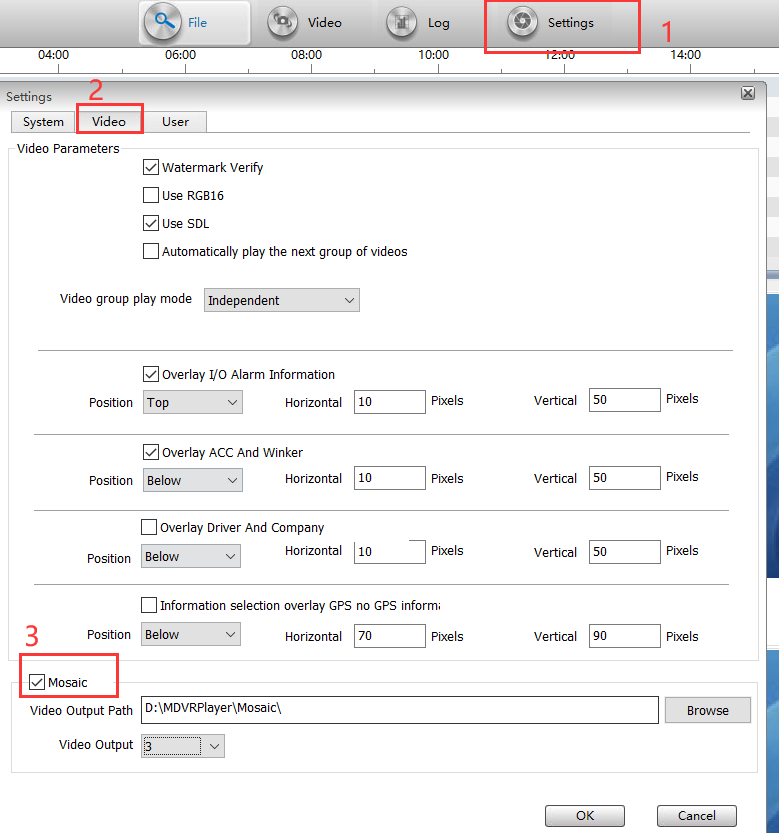 File Video Log Settings 1
04:00 06:00 08:00 10:00 12:00 14:00
Settings 2
System Video User
Video Parameters
Watermark Verify
Use RGB16
Use SDL
Automatically play the next group of videos
Video group play mode Independent
Overlay I/O Alarm Information
Position Top Horizontal 10 Pixels Vertical 50 Pixels
Overlay ACC And Winker
Position Below Horizontal 10 Pixels Vertical 50 Pixels
Overlay Driver And Company
Position Below Horizontal 10 Pixels Vertical 50 Pixels
Information selection overlay GPS no GPS informa
Position Below Horizontal 70 Pixels Vertical 90 Pixels
3
Mosaic
Video Output Path D:\MDVRPlayer\Mosaic\ Browse
Video Output 3
OK Cancel